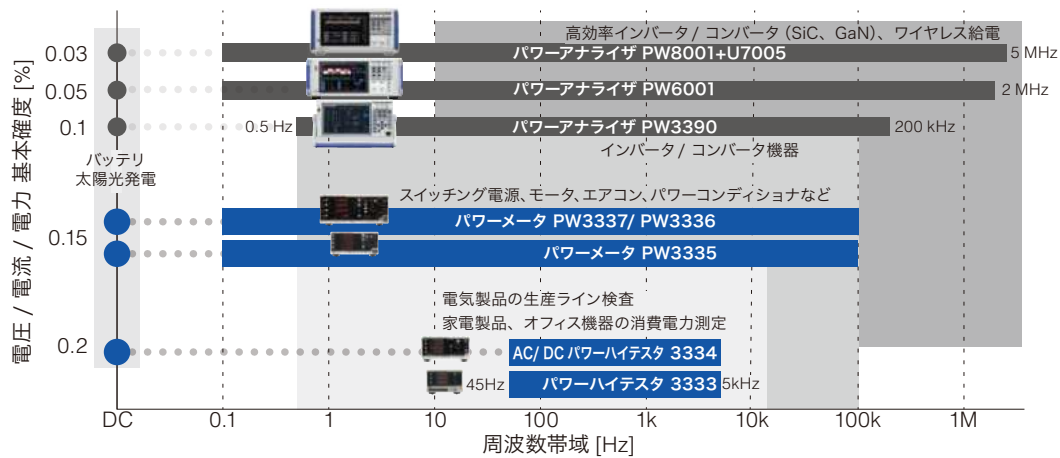 電圧 / 電流 / 電力 基本確度 [%]
高効率インバータ / コンバータ (SiC、GaN)、ワイヤレス給電
0.03
パワーアナライザ PW8001+U7005
5 MHz
0.05
パワーアナライザ PW6001
2 MHz
0.1
0.5 Hz
パワーアナライザ PW3390
200 kHz
バッテリ
太陽光発電
インバータ / コンバータ機器
スイッチング電源、モータ、エアコン、パワーコンディショナなど
0.15
パワーメータ PW3337/ PW3336
パワーメータ PW3335
電気製品の生産ライン検査
家電製品、オフィス機器の消費電力測定
0.2
AC/ DC パワーハイテスタ 3334
45Hz
パワーハイテスタ 3333
5kHz
DC 0.1 1 10 100 1k 10k 100k 1M
周波数帯域 [Hz]